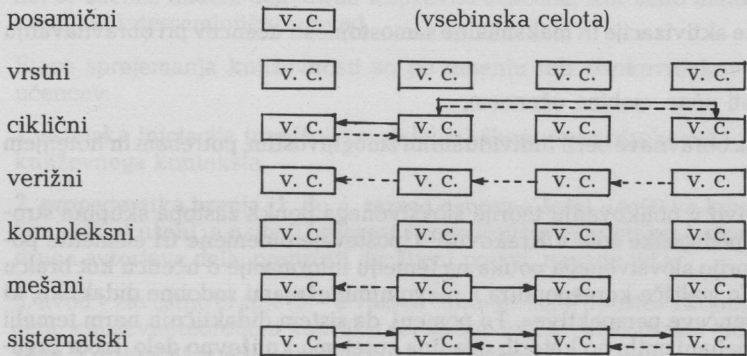 posamični V. C. (vsebinska celota)
vrstni V. C. V. C. V. C. V. C.
ciklični V. C. V. C. V. C. V. C.
verižni V. C. V. C. V. C. V. C.
kompleksni V. C. V. C. V. C. V. C.
mešani V. C. V. C. V. C. V. C.
sistematski V. C. V. C. V. C. V. C.